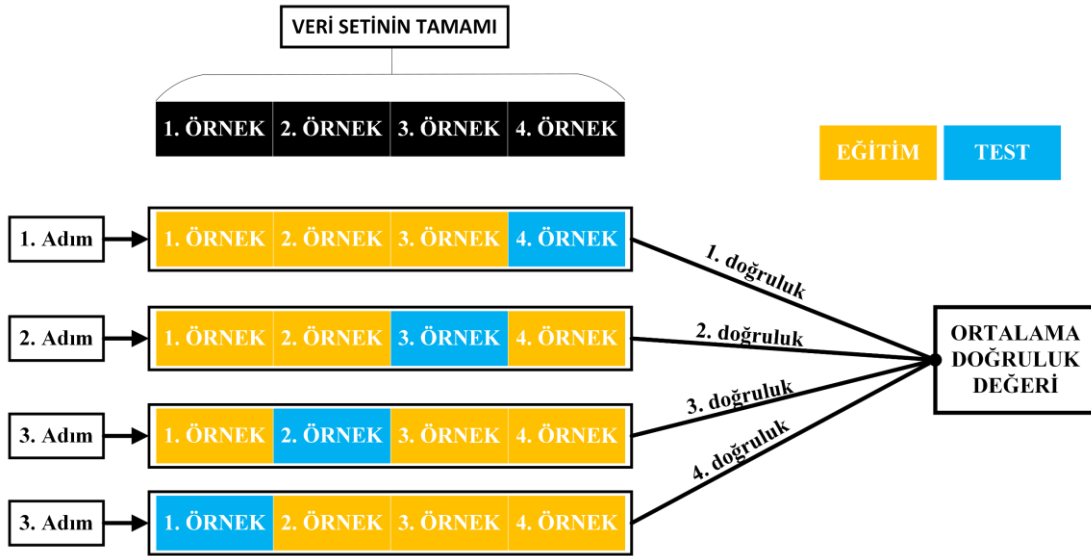 VERİ SETİNİN TAMAMI
1. ÖRNEK 2. ÖRNEK 3. ÖRNEK 4. ÖRNEK
EĞİTİM TEST
1. Adım 1. ÖRNEK 2. ÖRNEK 3. ÖRNEK 4. ÖRNEK
1. doğruluk
2. Adım 1. ÖRNEK 2. ÖRNEK 3. ÖRNEK 4. ÖRNEK
2. doğruluk
3. Adım 1. ÖRNEK 2. ÖRNEK 3. ÖRNEK 4. ÖRNEK
3. doğruluk
3. Adım 1. ÖRNEK 2. ÖRNEK 3. ÖRNEK 4. ÖRNEK
4. doğruluk
ORTALAMA
DOĞRULUK
DEĞERİ